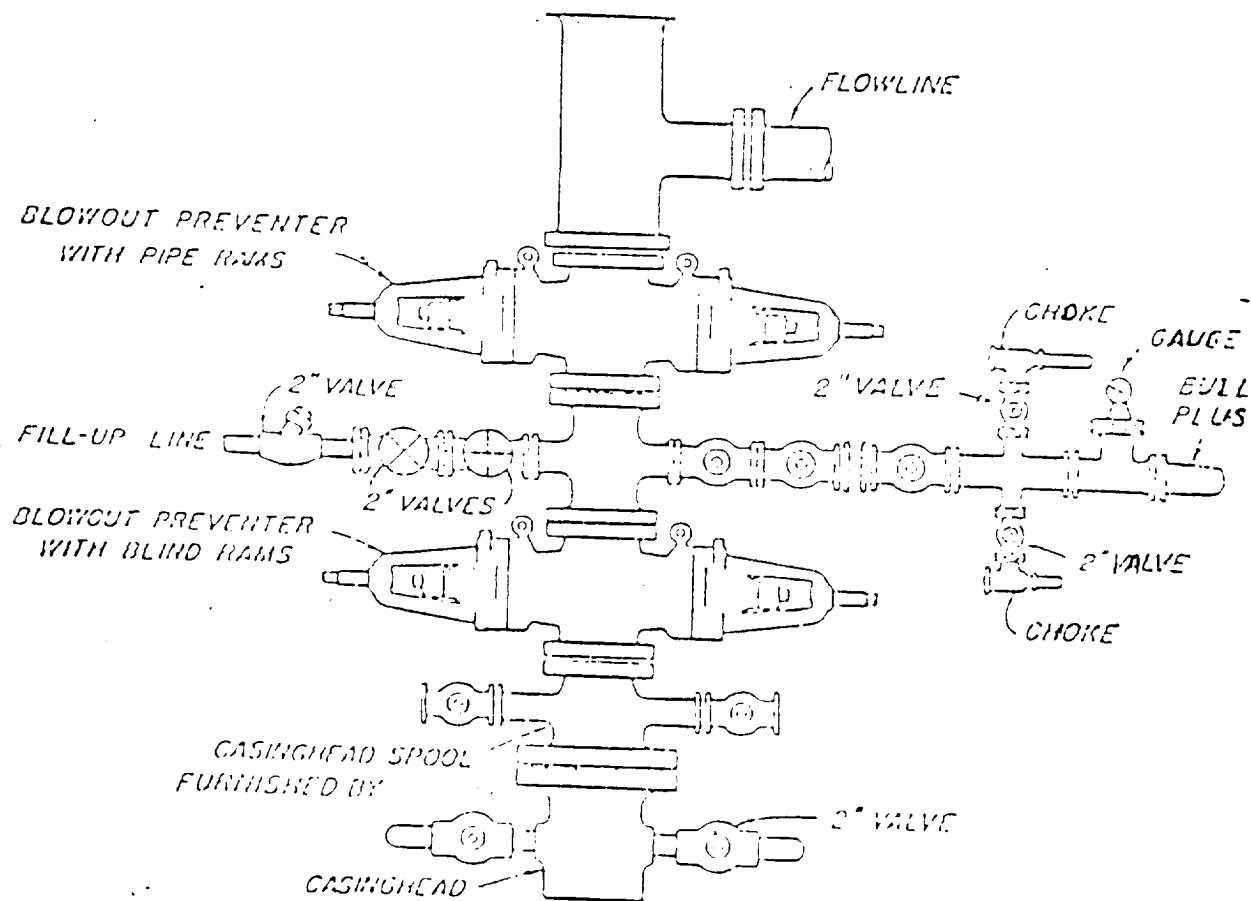 FLOWLINE
BLOWOUT PREVENTER
WITH PIPE RAMS
CHOKE
GAUGE
2" VALVE
2" VALVE
BULL
PLUS
FILL-UP LINE
2" VALVES
BLOWOUT PREVENTER
WITH BLIND RAMS
2" VALVE
CHOKE
CASINGHEAD SPOOL
FURNISHED BY
2" VALVE
CASINGHEAD